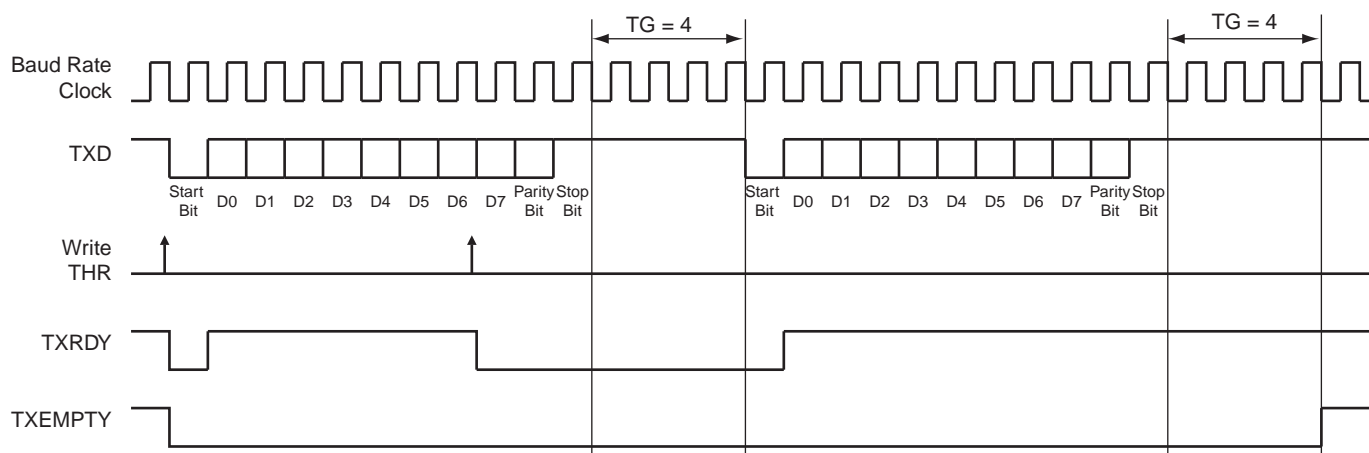 TG = 4
TG = 4
Baud Rate
Clock
TXD
Start
Bit
D0
D1
D2
D3
D4
D5
D6
D7
Parity
Bit
Stop
Bit
Start
Bit
D0
D1
D2
D3
D4
D5
D6
D7
Parity
Bit
Stop
Bit
Write
THR
TXRDY
TXEMPTY